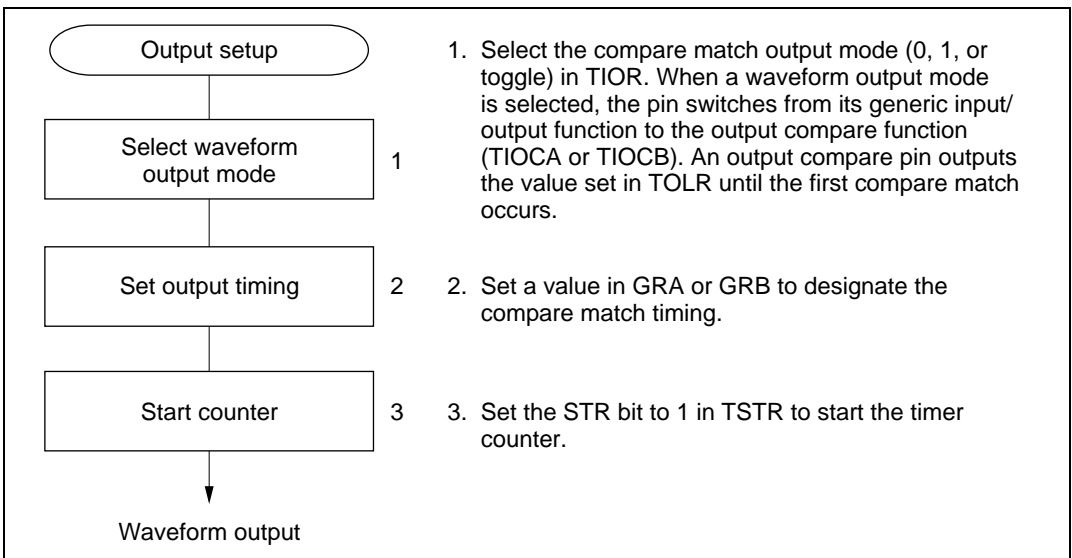 Output setup
1. Select the compare match output mode (0, 1, or
toggle) in TIOR. When a waveform output mode
is selected, the pin switches from its generic input/
output function to the output compare function
(TIOCA or TIOCB). An output compare pin outputs
the value set in TOLR until the first compare match
occurs.
Select waveform
output mode
1
Set output timing
2
2. Set a value in GRA or GRB to designate the
compare match timing.
Start counter
3
3. Set the STR bit to 1 in TSTR to start the timer
counter.
Waveform output